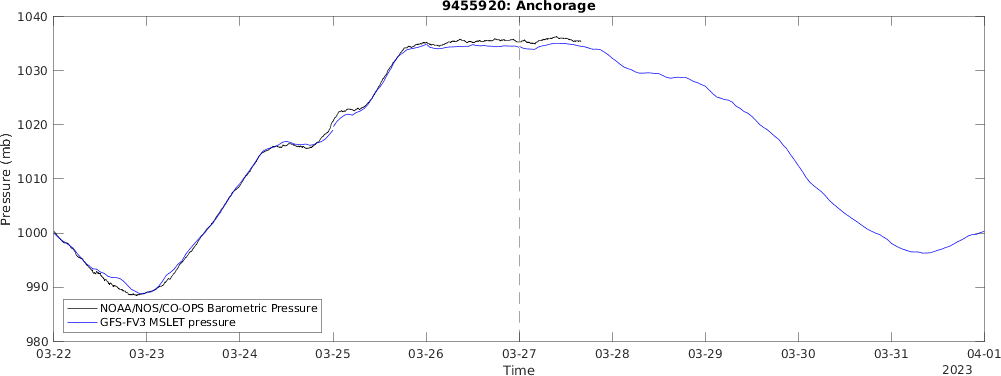 9455920: Anchorage
1040
1030
1020
1010
1000
990
980
Pressure (mb)
NOAA/NOS/CO-OPS Barometric Pressure
GFS-FV3 MSLET pressure
03-22 03-23 03-24 03-25 03-26 03-27 03-28 03-29 03-30 03-31 04-01
Time
2023